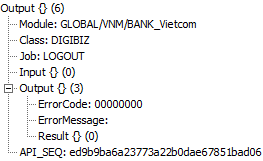 Output {} (6)
Module: GLOBAL/VNM/BANK_Vietcom
Class: DIGIBIZ
Job: LOGOUT
Input {} (0)
Output {} (3)
ErrorCode: 00000000
ErrorMessage:
Result {} (0)
API_SEQ: ed9b9ba6a23773a22b0dae67851bad06